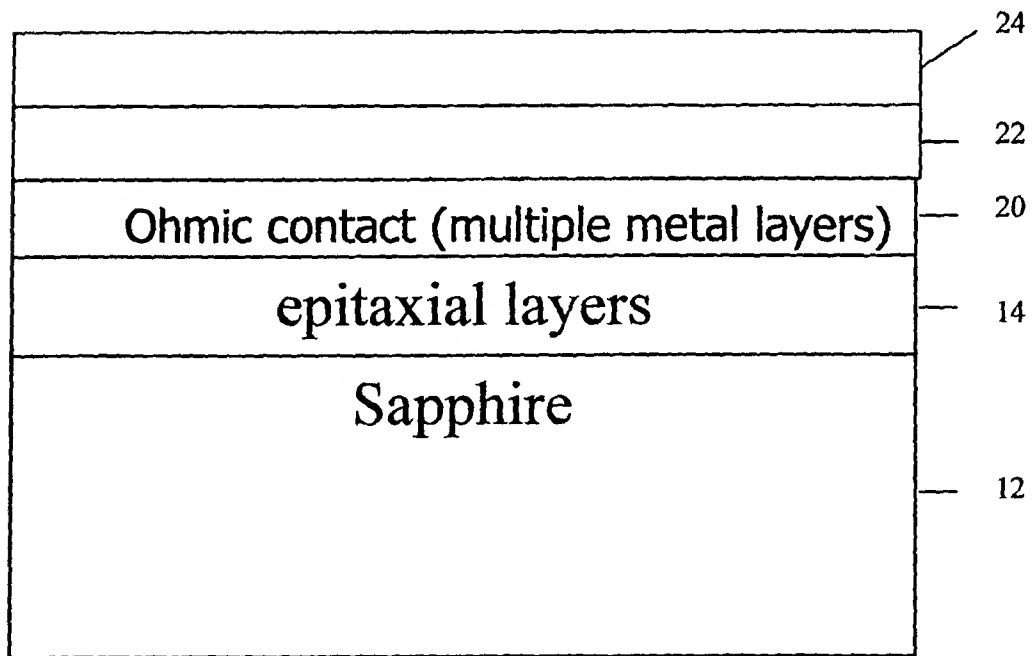 24
22
Ohmic contact (multiple metal layers) 20
epitaxial layers 14
Sapphire
12